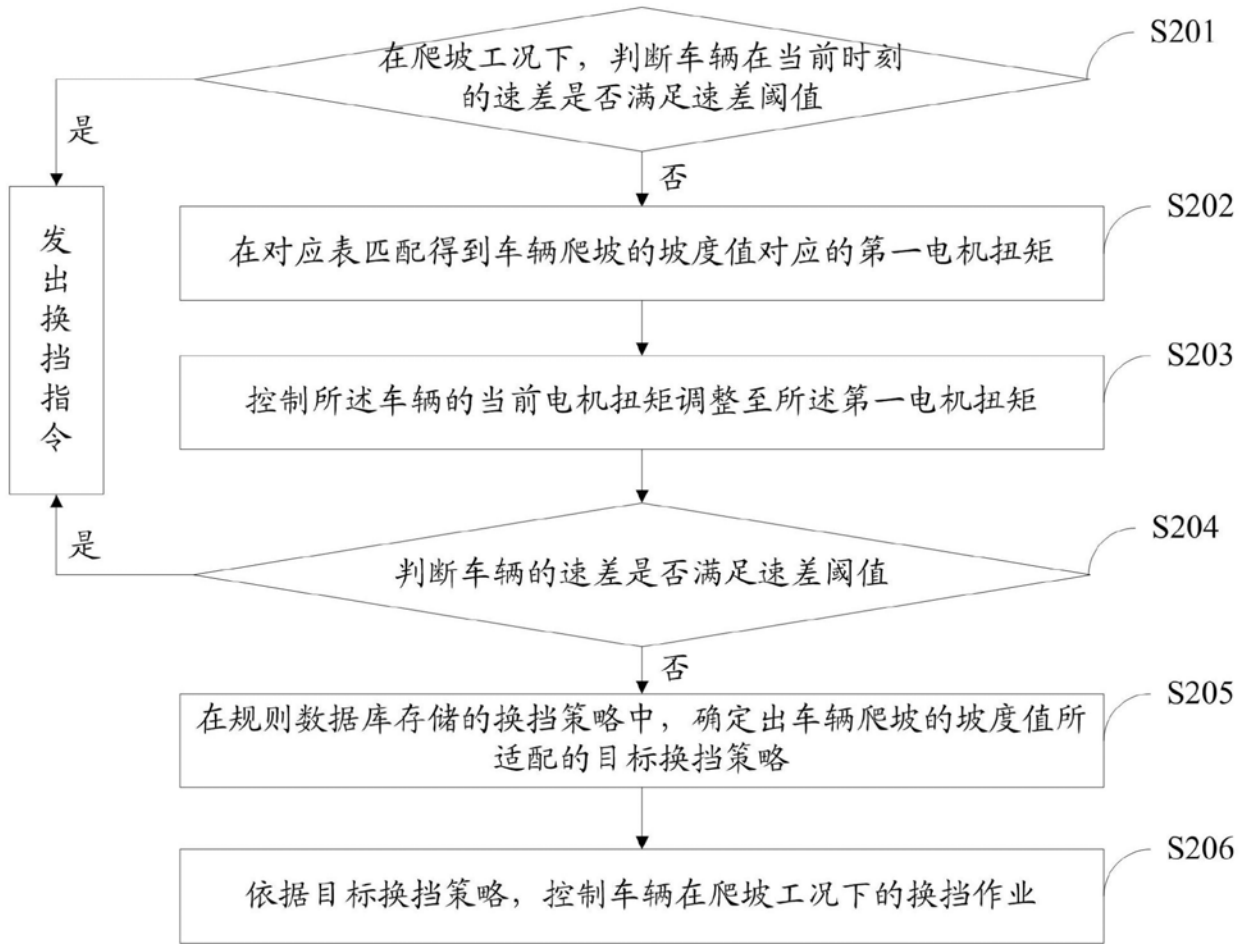 S201
在爬坡工况下，判断车辆在当前时刻
的速差是否满足速差阈值
是
否
发
出
换
挡
指
令
S202
在对应表匹配得到车辆爬坡的坡度值对应的第一电机扭矩
S203
控制所述车辆的当前电机扭矩调整至所述第一电机扭矩
S204
是
判断车辆的速差是否满足速差阈值
否
S205
在规则数据库存储的换挡策略中，确定出车辆爬坡的坡度值所
适配的目标换挡策略
S206
依据目标换挡策略，控制车辆在爬坡工况下的换挡作业